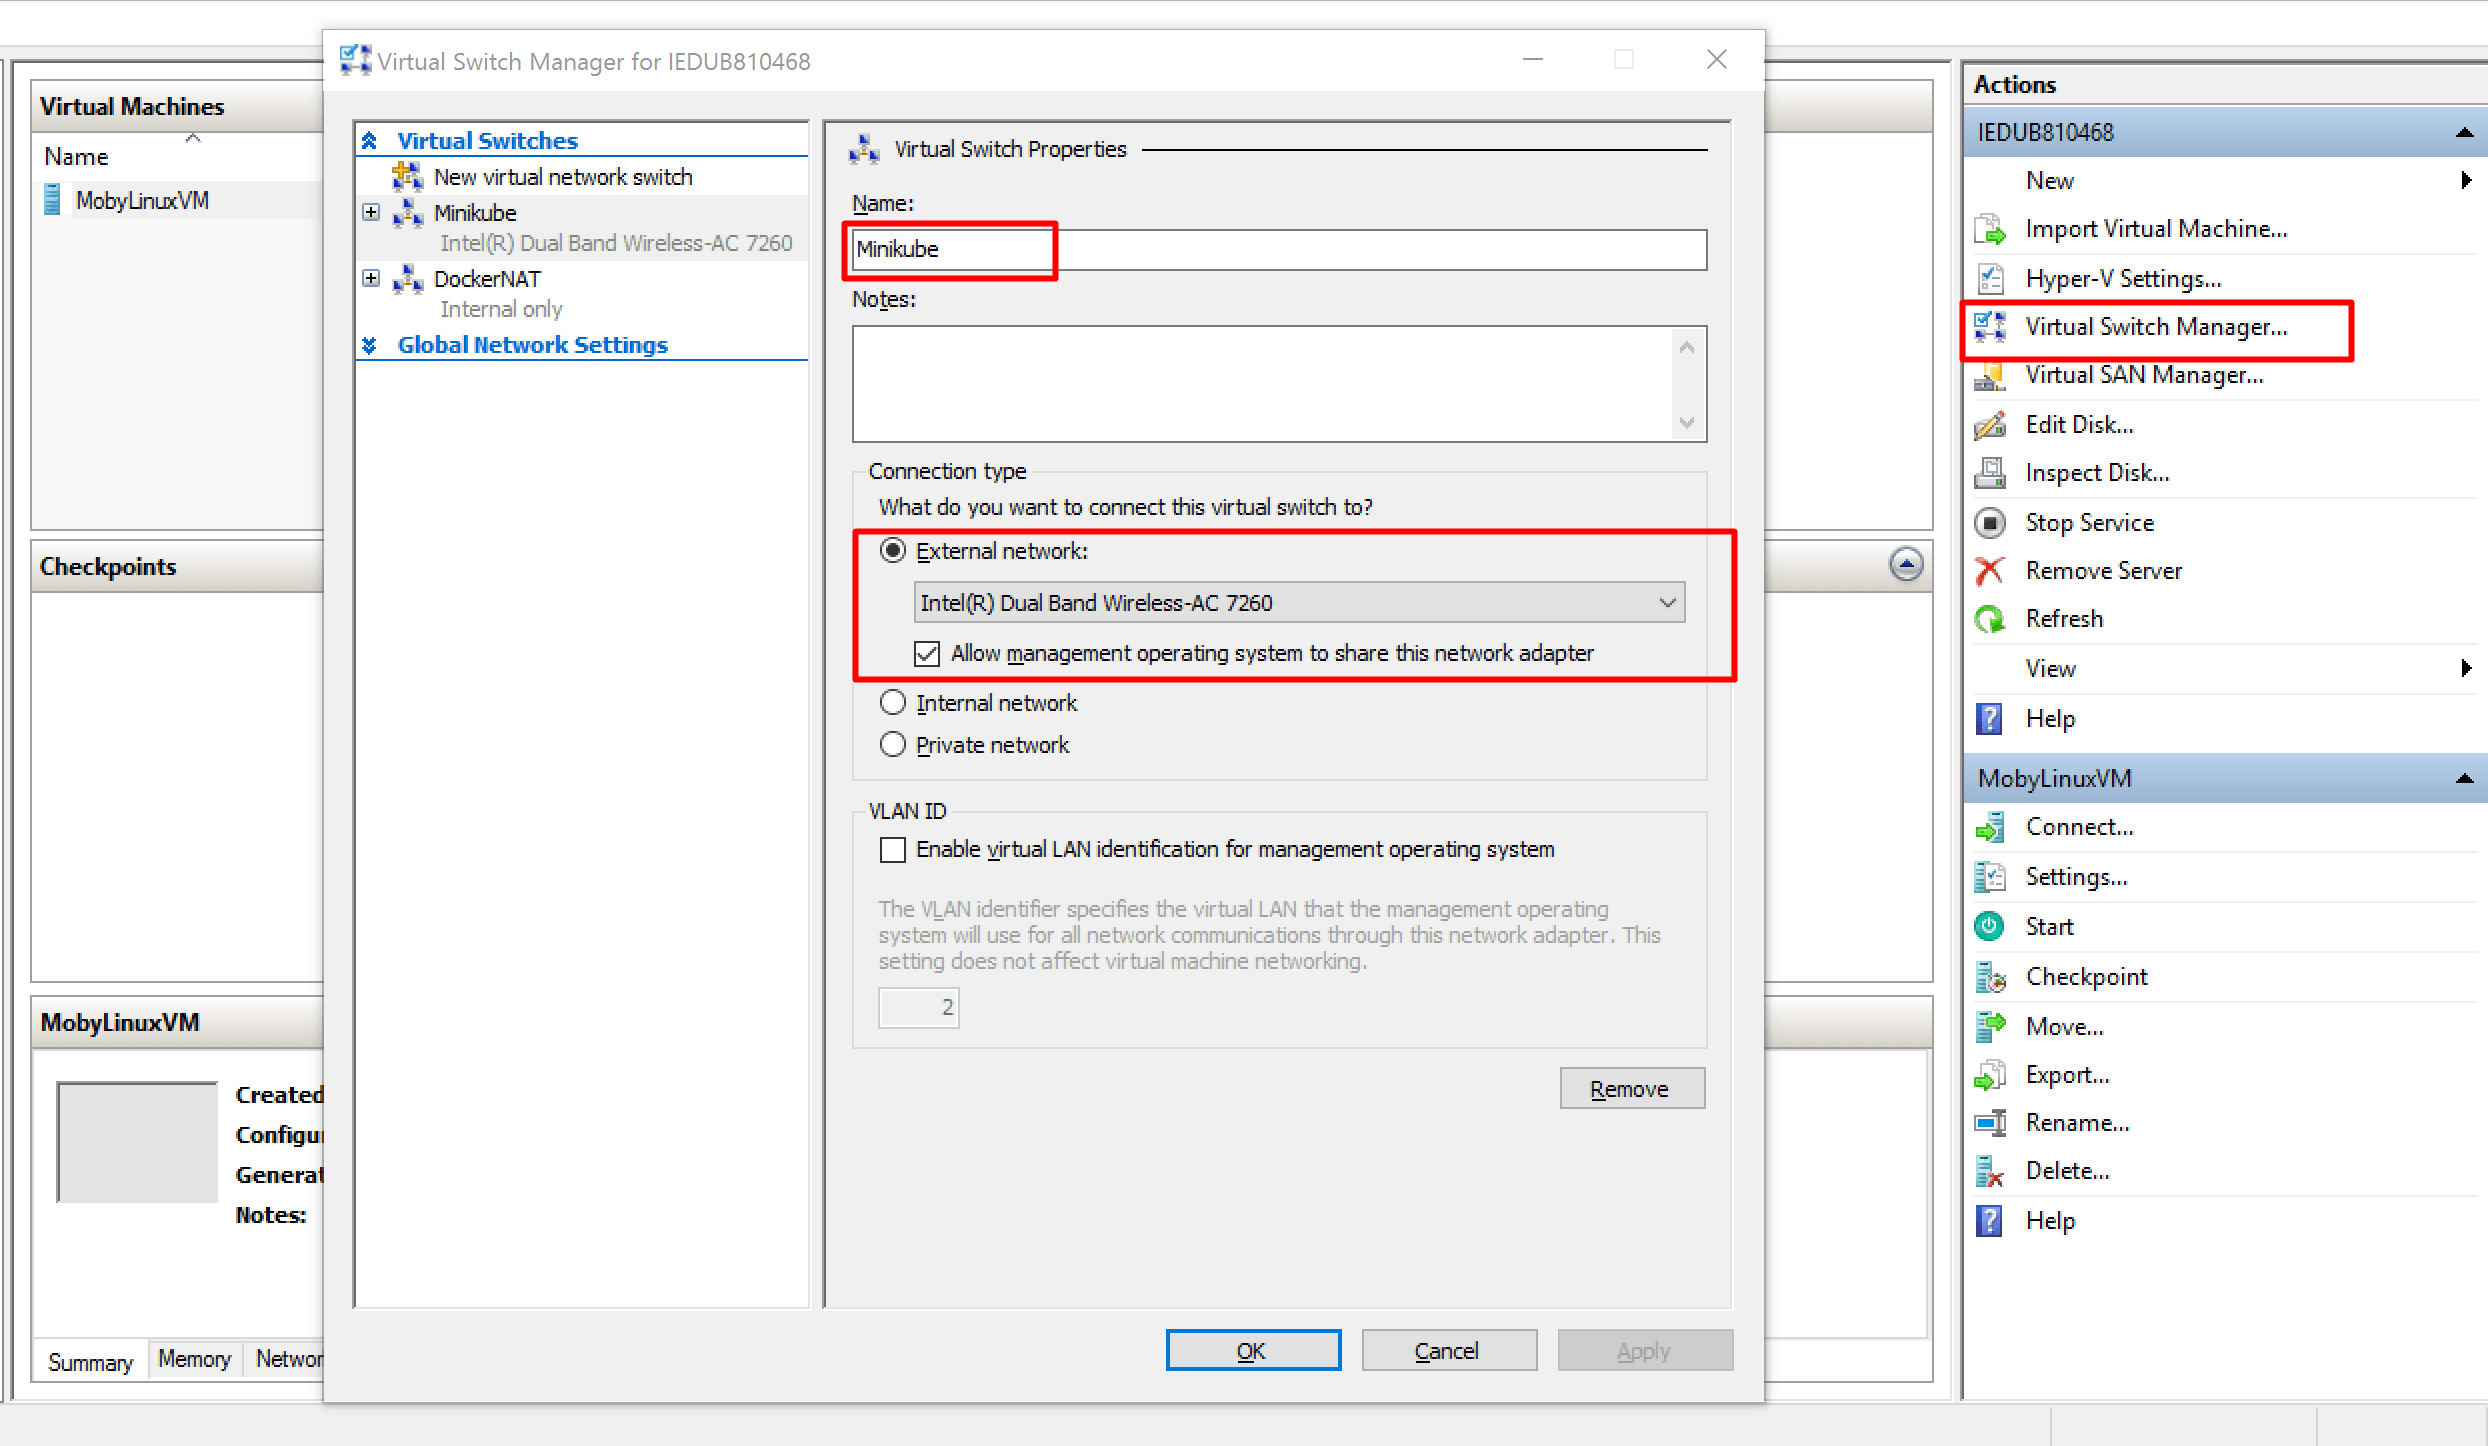 Virtual Switch Manager for IEDUB810468
Virtual Machines
Name
MobyLinuxVM
Checkpoints
MobyLinuxVM
Created
Notes:
Summary
Memory
Virtual Switches
New virtual network switch
Minikube
Intel(R) Dual Band Wireless-AC 7260
DockerNAT
Internal only
Global Network Settings
Virtual Switch Properties
Name:
Minikube
Notes:
Connection type
What do you want to connect this virtual switch to?
External network:
Intel(R) Dual Band Wireless-AC 7260
Allow management operating system to share this network adapter
Internal network
Private network
VLAN ID
Enable virtual LAN identification for management operating system
The VLAN identifier specifies the virtual LAN that the management operating
system will use for all network communications through this network adapter. This
setting does not affect virtual machine networking.
2
Remove
OK
Cancel
Apply
Actions
IEDUB810468
New
Import Virtual Machine...
Hyper-V Settings...
Virtual Switch Manager...
Virtual SAN Manager...
Edit Disk...
Inspect Disk...
Stop Service
Remove Server
Refresh
View
Help
MobyLinuxVM
Connect...
Settings...
Start
Checkpoint
Move...
Export...
Rename...
Delete...
Help